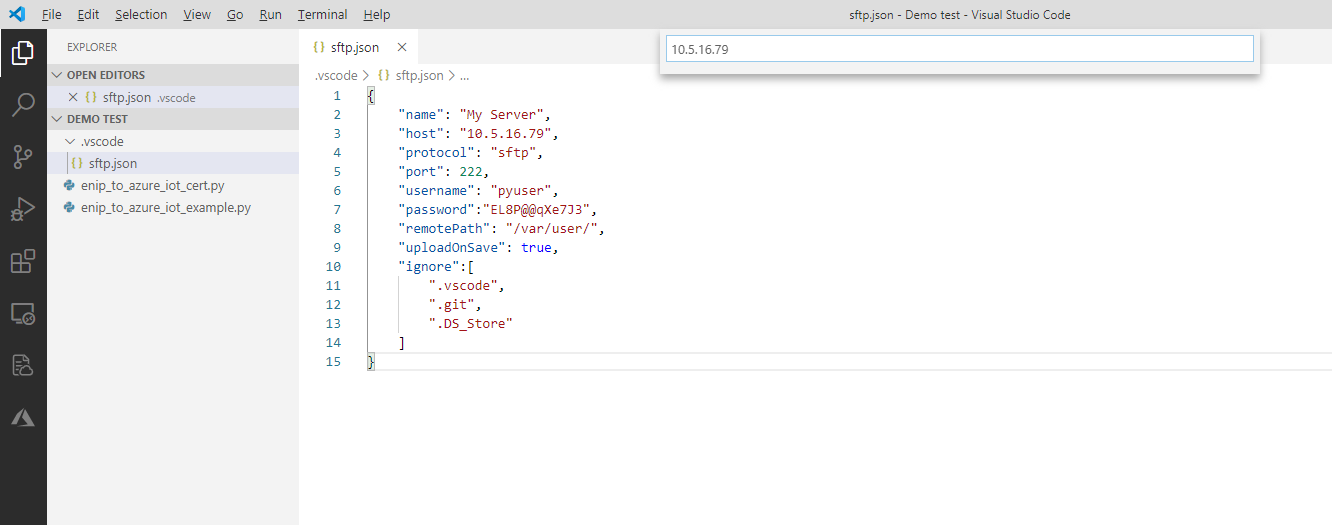 File Edit Selection View Go Run Terminal Help
sftp.json - Demo test - Visual Studio Code
10.5.16.79
EXPLORER
OPEN EDITORS
{} sftp.json .vscode
DEMO TEST
.vscode
{} sftp.json
enip_to_azure_iot_cert.py
enip_to_azure_iot_example.py
{} sftp.json
.vscode > {} sftp.json > ...
1 {
2 "name": "My Server",
3 "host": "10.5.16.79",
4 "protocol": "sftp",
5 "port": 222,
6 "username": "pyuser",
7 "password":"EL8P@@qXe7J3",
8 "remotePath": "/var/user/",
9 "uploadOnSave": true,
10 "ignore":[
11 ".vscode",
12 ".git",
13 ".DS_Store"
14 ]
15 }